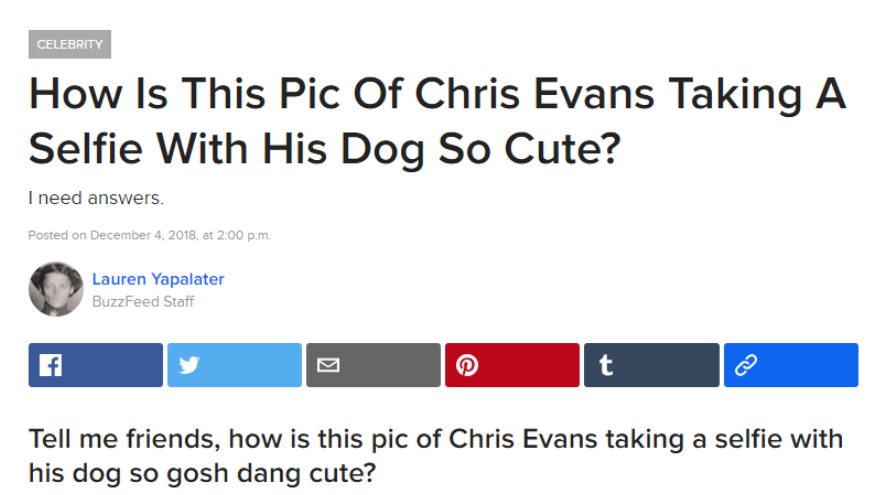 CELEBRITY
How Is This Pic Of Chris Evans Taking A
Selfie With His Dog So Cute?
I need answers.
Posted on December 4, 2018, at 2:00 p.m.
Lauren Yapalater
BuzzFeed Staff
Tell me friends, how is this pic of Chris Evans taking a selfie with
his dog so gosh dang cute?